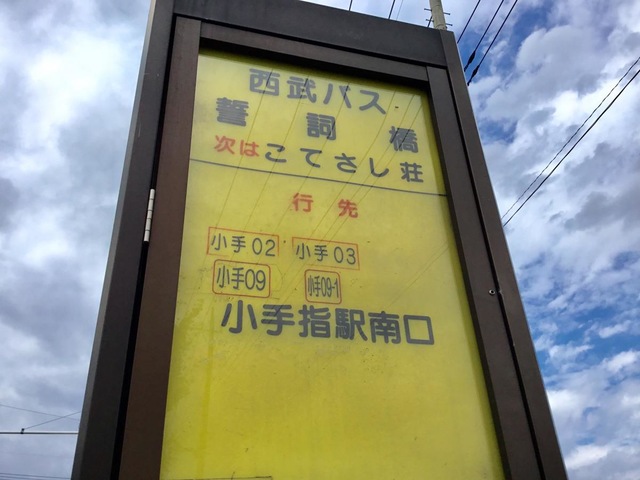 西武バス
誓詞橋
次はこてさし荘
行先
小手02 小手03
小手09 小手09-1
小手指駅南口